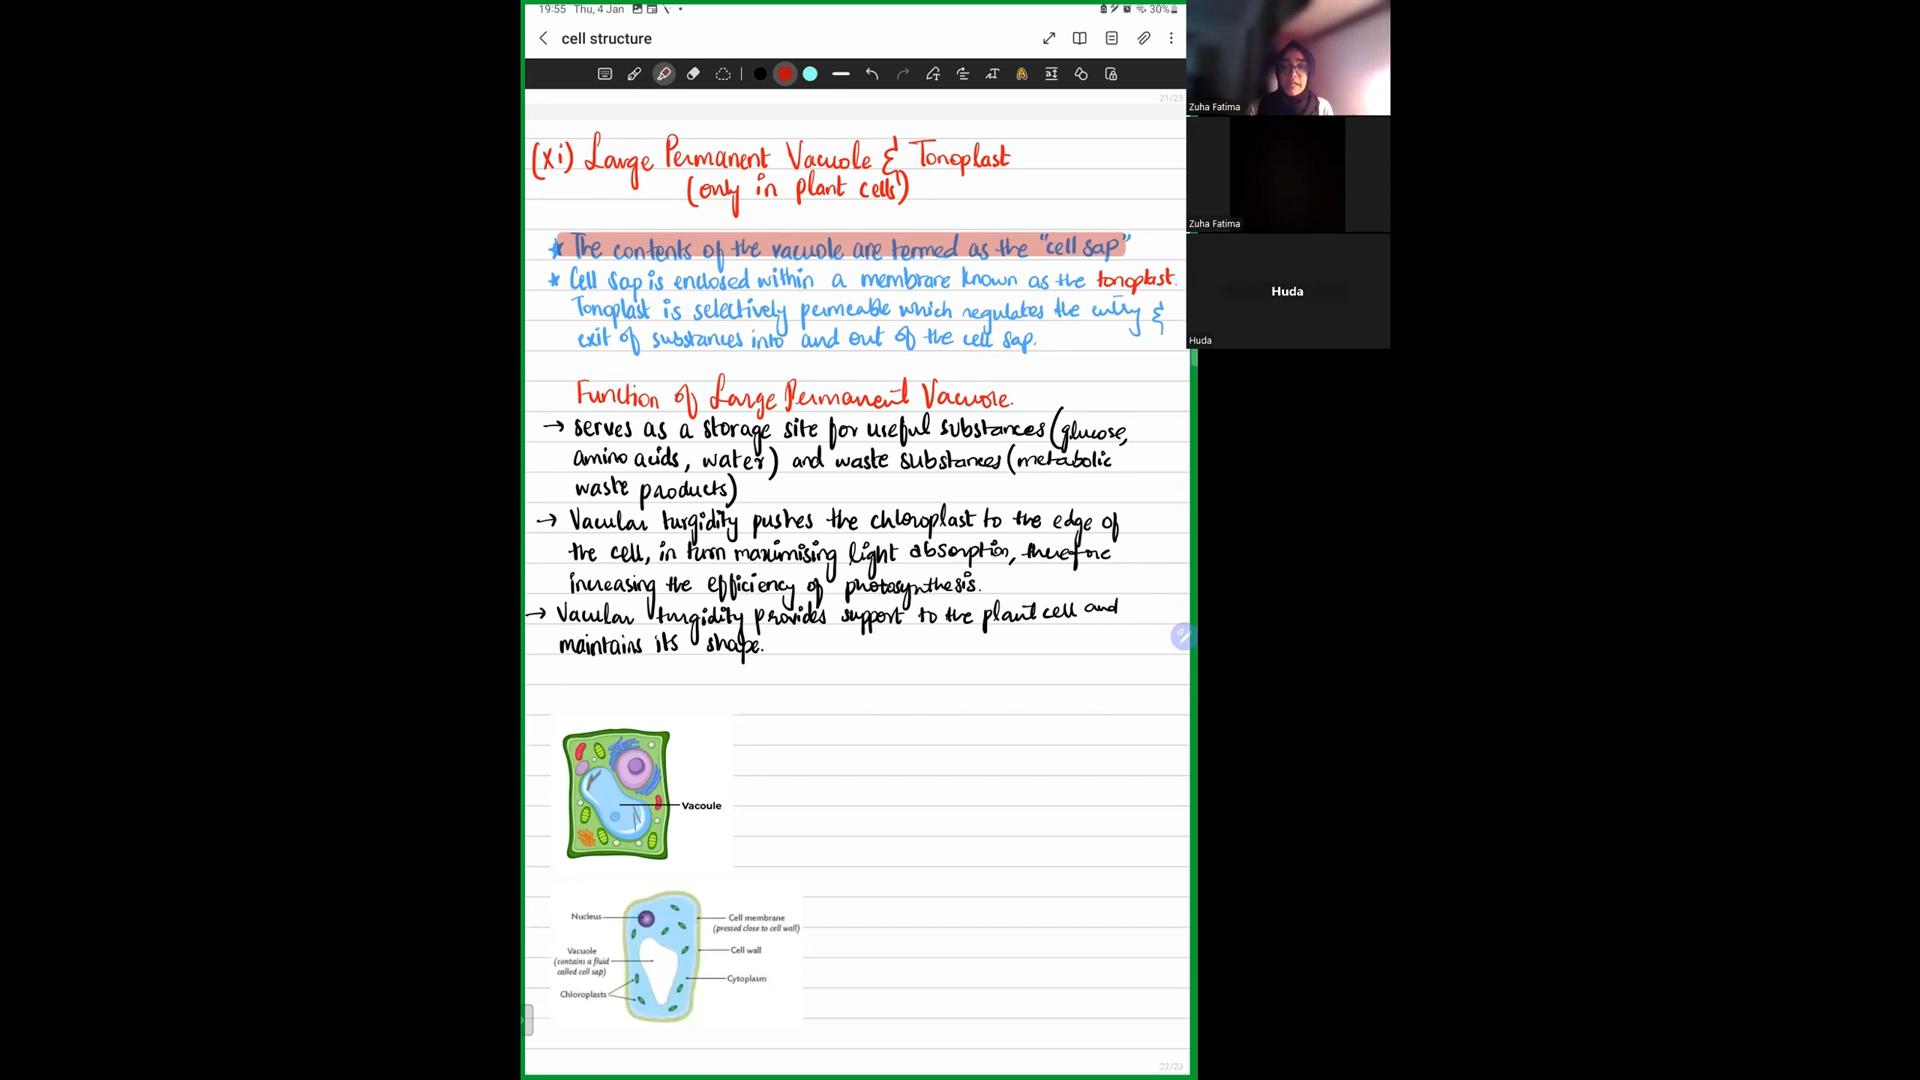 19:55 Thu, 4 Jan
30%
cell structure
21/23
(xi) Large Permanent Vacuole & Tonoplast
(only in plant cells)
* The contents of the vacuole are termed as the "cell sap"
* Cell sap is enclosed within a membrane known as the tonoplast.
Tonoplast is selectively permeable which regulates the entry &
exit of substances into and out of the cell sap.
Function of Large Permanent Vacuole.
→ serves as a storage site for useful substances (glucose,
amino acids, water) and waste substances (metabolic
waste products)
→ Vacular turgidity pushes the chloroplast to the edge of
the cell, in turn maximising light absorption, therefore
increasing the efficiency of photosynthesis.
→ Vacular turgidity provides support to the plant cell and
maintains its shape.
Vacoule
Nucleus
Vacuole
(contains a fluid
called cell sap)
Chloroplasts
Cell membrane
(pressed close to cell wall)
Cell wall
Cytoplasm
22/23
Zuha Fatima
Zuha Fatima
Huda
Huda